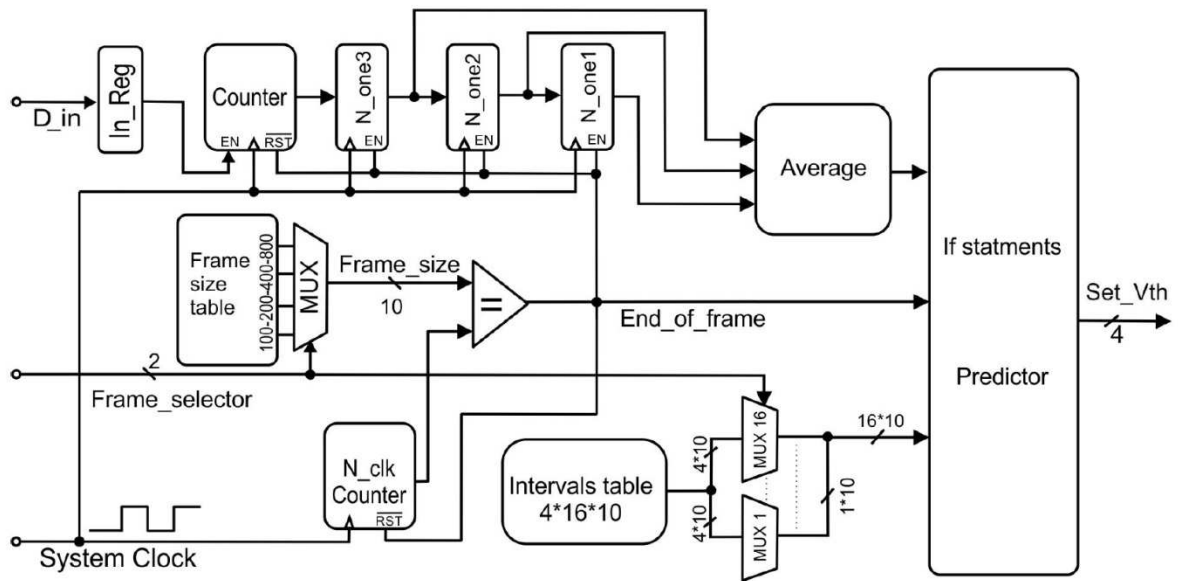 D_in
In_Reg
Counter
EN
RST
N_one3
EN
N_one2
EN
N_one1
EN
Average
Frame
size
table
100-200-400-800
MUX
Frame_size
10
=
End_of_frame
If statments
Predictor
Set_Vth
4
2
Frame_selector
N_clk
Counter
RST
System Clock
Intervals table
4*16*10
4*10
4*10
MUX 16
MUX 1
16*10
1*10